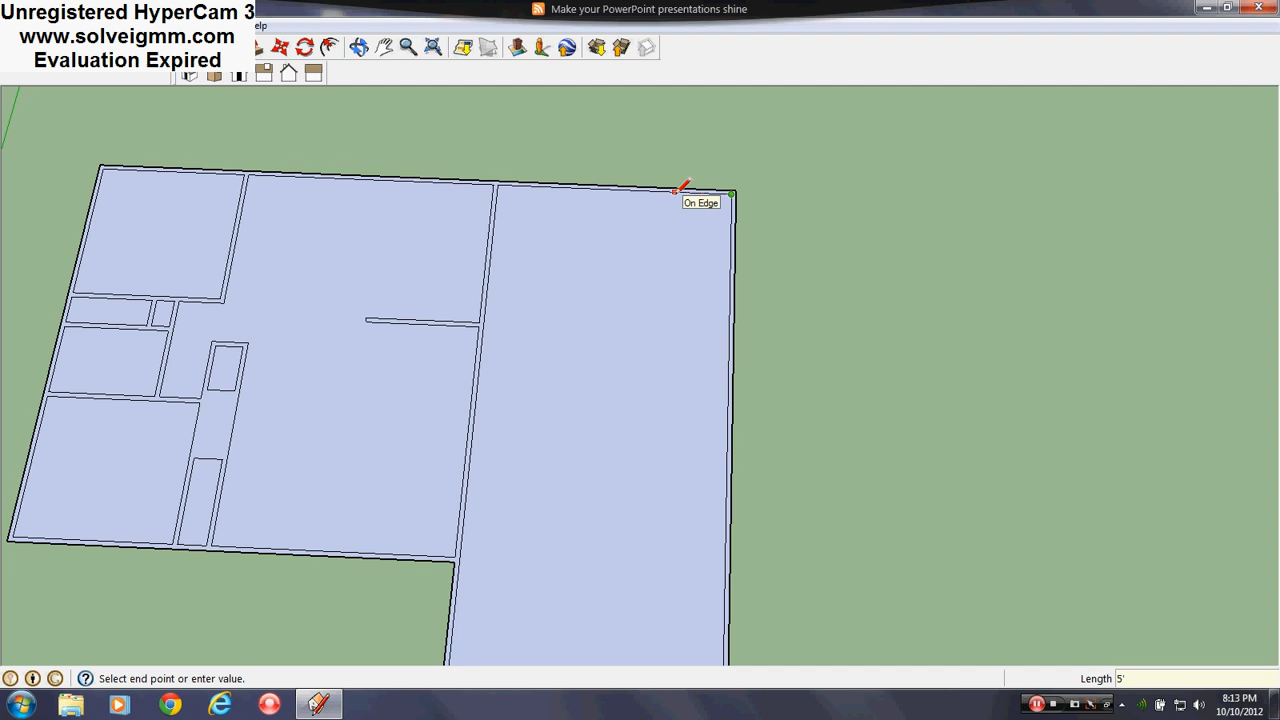 Unregistered HyperCam 3
www.solveigmm.com
Evaluation Expired
Make your PowerPoint presentations shine
elp
On Edge
Select end point or enter value.
Length 5'
8:13 PM
10/10/2012